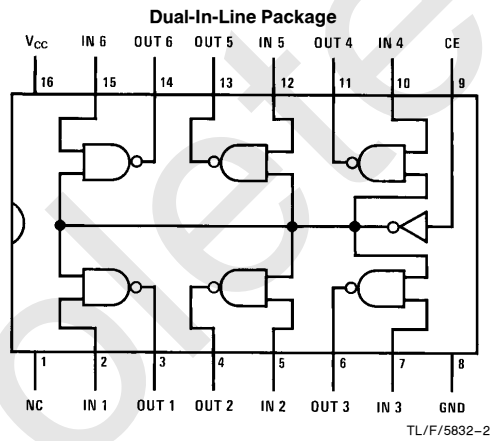 Dual-In-Line Package
VCC IN 6 OUT 6 OUT 5 IN 5 OUT 4 IN 4 CE
16 15 14 13 12 11 10 9
1 2 3 4 5 6 7 8
NC IN 1 OUT 1 OUT 2 IN 2 OUT 3 IN 3 GND
TL/F/5832–2